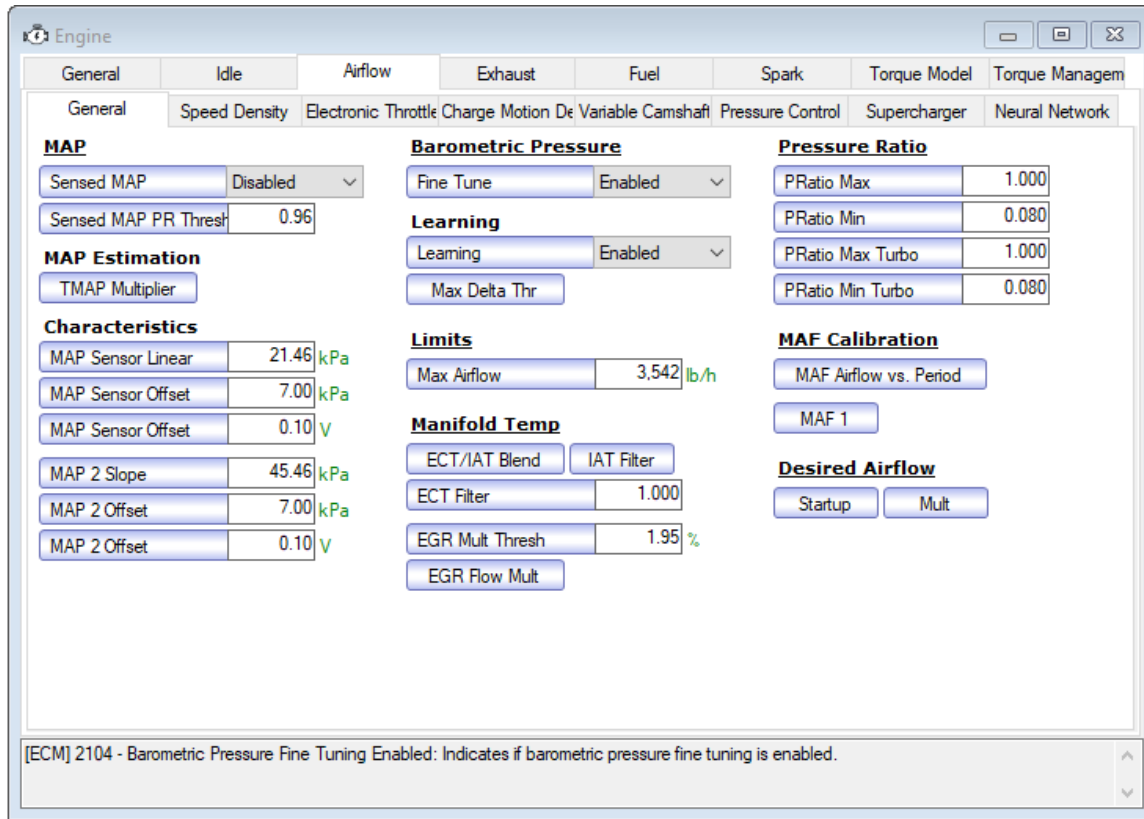 Engine
General Idle Airflow Exhaust Fuel Spark Torque Model Torque Managem
General Speed Density Electronic Throttle Charge Motion De Variable Camshaft Pressure Control Supercharger Neural Network
MAP
Sensed MAP Disabled
Sensed MAP PR Thresh 0.96
MAP Estimation
TMAP Multiplier
Characteristics
MAP Sensor Linear 21.46 kPa
MAP Sensor Offset 7.00 kPa
MAP Sensor Offset 0.10 V
MAP 2 Slope 45.46 kPa
MAP 2 Offset 7.00 kPa
MAP 2 Offset 0.10 V
Barometric Pressure
Fine Tune Enabled
Learning
Learning Enabled
Max Delta Thr
Limits
Max Airflow 3,542 lb/h
Manifold Temp
ECT/IAT Blend IAT Filter
ECT Filter 1.000
EGR Mult Thresh 1.95 %
EGR Flow Mult
Pressure Ratio
PRatio Max 1.000
PRatio Min 0.080
PRatio Max Turbo 1.000
PRatio Min Turbo 0.080
MAF Calibration
MAF Airflow vs. Period
MAF 1
Desired Airflow
Startup Mult
[ECM] 2104 - Barometric Pressure Fine Tuning Enabled: Indicates if barometric pressure fine tuning is enabled.